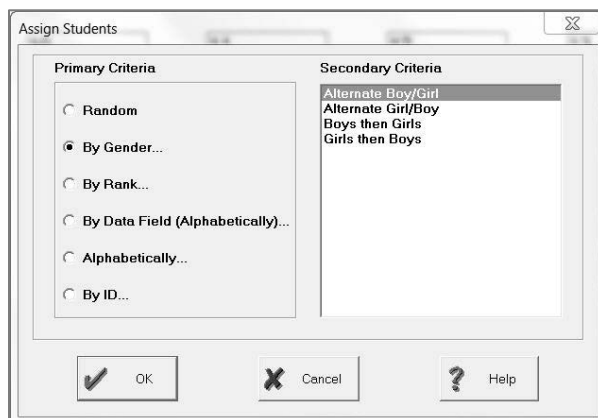 Assign Students
Primary Criteria
Random
By Gender...
By Rank...
By Data Field (Alphabetically)...
Alphabetically...
By ID...
Secondary Criteria
Alternate Boy/Girl
Alternate Girl/Boy
Boys then Girls
Girls then Boys
OK
Cancel
Help